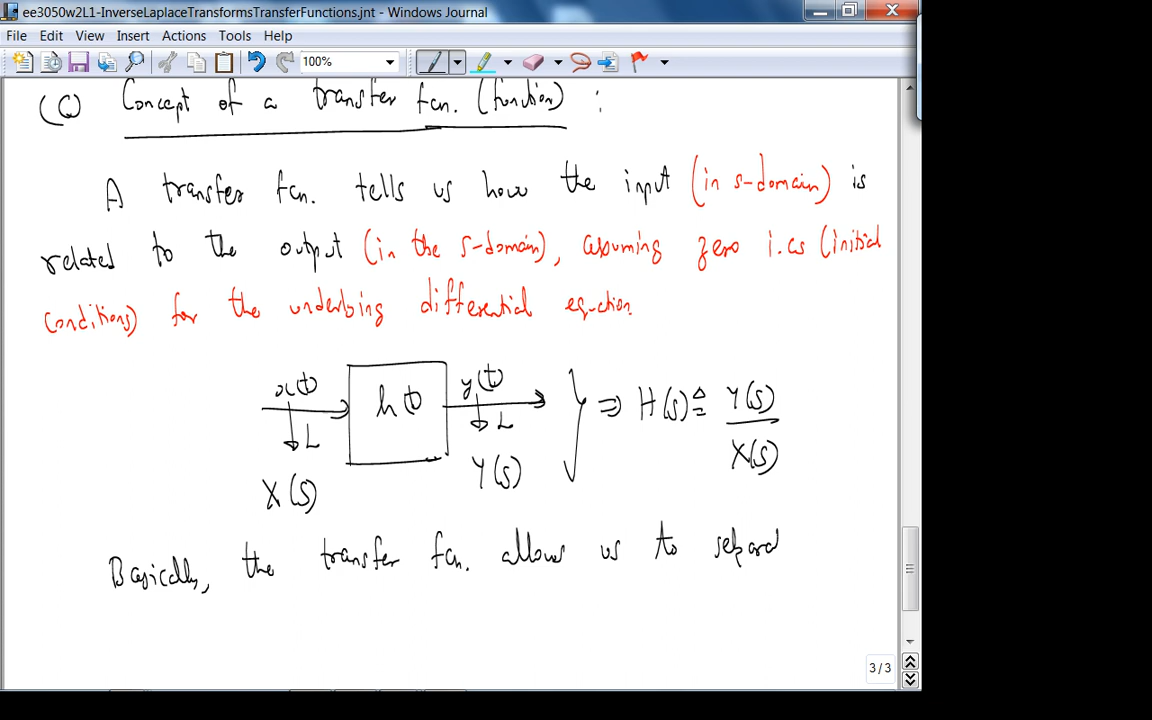 ee3050w2L1-InverseLaplaceTransformsTransferFunctions.jnt - Windows Journal
File Edit View Insert Actions Tools Help
100%
(C) Concept of a transfer fcn. (function) :
A transfer fcn. tells us how the input (in s-domain) is
related to the output (in the s-domain), assuming zero i.cs (initial
conditions) for the underlying differential equation.
x(t) h(t) y(t) ⇒ H(s) ≜ Y(s)/X(s)
L L
X(s) Y(s)
Basically, the transfer fcn. allows us to separat
3/3